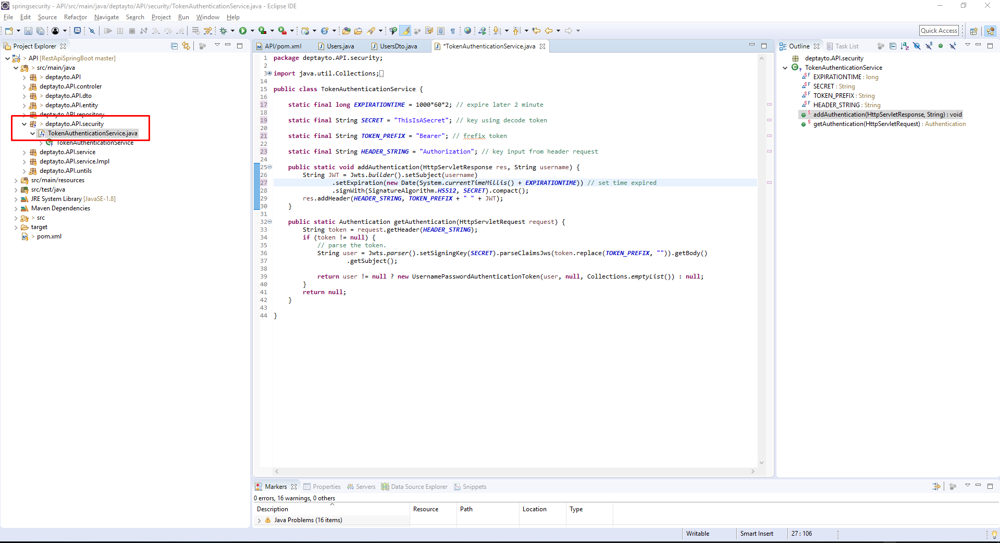 springsecurity - API/src/main/java/deptayto/API/security/TokenAuthenticationService.java - Eclipse IDE
File Edit Source Refactor Navigate Search Project Run Window Help
Quick Access
Project Explorer
API [RestApiSpringBoot master]
> src/main/java
> deptayto.API
deptayto.API.controler
> deptayto.API.dto
> deptayto.API.entity
deptayto.API.repository
> deptayto.API.security
TokenAuthenticationService.java
TokenAuthenticationService
deptayto.API.service
deptayto.API.service.Impl
deptayto.API.untils
src/main/resources
src/test/java
JRE System Library [JavaSE-1.8]
Maven Dependencies
> src
target
> pom.xml
API/pom.xml Users.java UsersDto.java *TokenAuthenticationService.java
1 package deptayto.API.security;
2
3 import java.util.Collections;
14
15 public class TokenAuthenticationService {
16
17 static final long EXPIRATIONTIME = 1000*60*2; // expire later 2 minute
18
19 static final String SECRET = "ThisIsASecret"; // key using decode token
20
21 static final String TOKEN_PREFIX = "Bearer"; // frefix token
22
23 static final String HEADER_STRING = "Authorization"; // key input from header request
24
25 public static void addAuthentication(HttpServletResponse res, String username) {
26 String JWT = Jwts.builder().setSubject(username)
27 .setExpiration(new Date(System.currentTimeMillis() + EXPIRATIONTIME)) // set time expired
28 .signWith(SignatureAlgorithm.HS512, SECRET).compact();
29 res.addHeader(HEADER_STRING, TOKEN_PREFIX + " " + JWT);
30 }
31
32 public static Authentication getAuthentication(HttpServletRequest request) {
33 String token = request.getHeader(HEADER_STRING);
34 if (token != null) {
35 // parse the token.
36 String user = Jwts.parser().setSigningKey(SECRET).parseClaimsJws(token.replace(TOKEN_PREFIX, "")).getBody()
37 .getSubject();
38
39 return user != null ? new UsernamePasswordAuthenticationToken(user, null, Collections.emptyList()) : null;
40 }
41 return null;
42 }
43
44 }
Outline Task List
deptayto.API.security
TokenAuthenticationService
EXPIRATIONTIME : long
SECRET : String
TOKEN_PREFIX : String
HEADER_STRING : String
addAuthentication(HttpServletResponse, String) : void
getAuthentication(HttpServletRequest) : Authentication
Markers Properties Servers Data Source Explorer Snippets
0 errors, 16 warnings, 0 others
Description Resource Path Location Type
Java Problems (16 items)
Writable Smart Insert 27 : 106